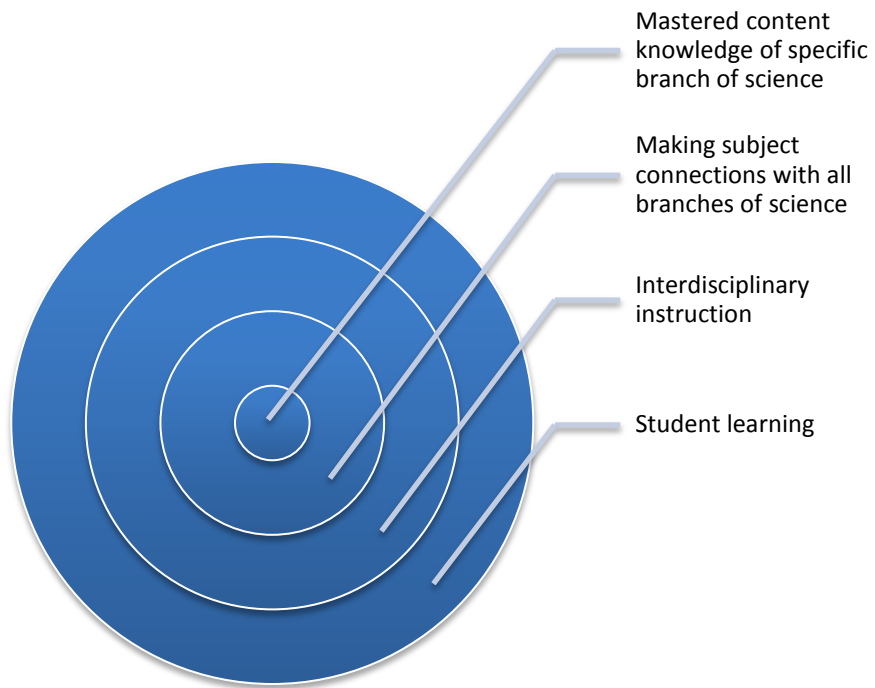 Mastered content
knowledge of specific
branch of science
Making subject
connections with all
branches of science
Interdisciplinary
instruction
Student learning